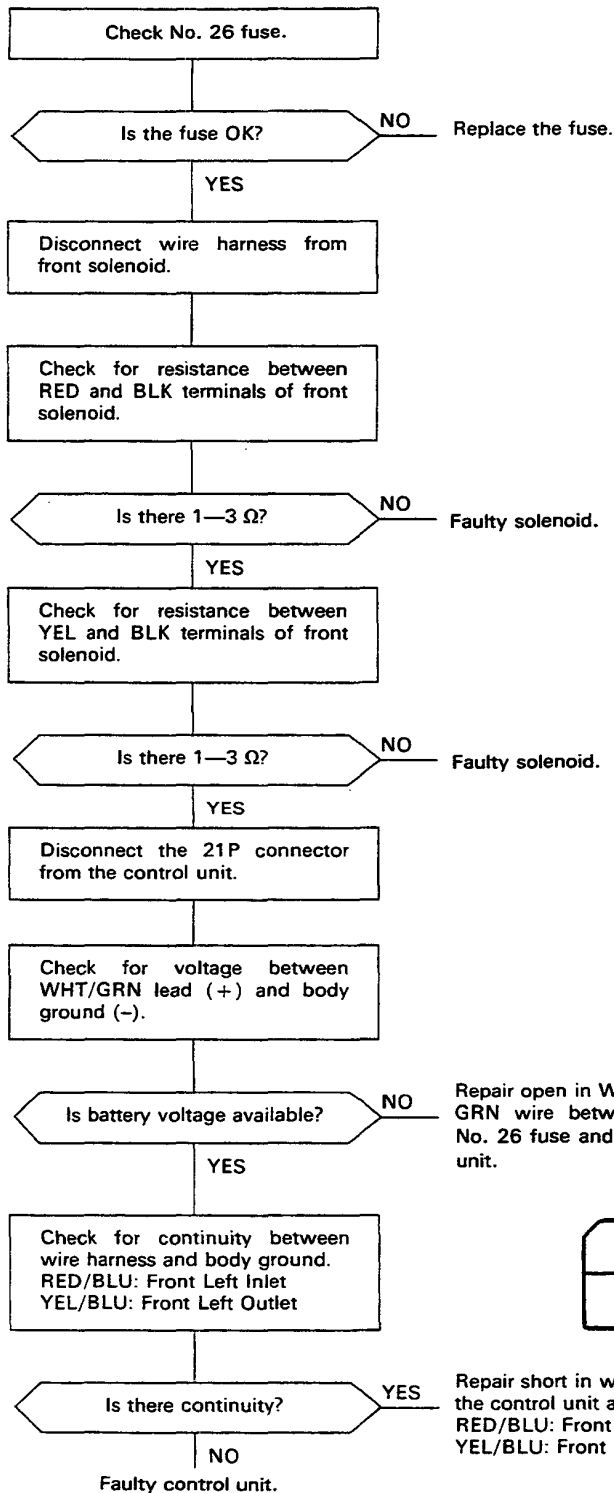 Check No. 26 fuse.
Is the fuse OK?
NO
Replace the fuse.
YES
Disconnect wire harness from
front solenoid.
Check for resistance between
RED and BLK terminals of front
solenoid.
Is there 1—3 Ω?
NO
Faulty solenoid.
YES
Check for resistance between
YEL and BLK terminals of front
solenoid.
Is there 1—3 Ω?
NO
Faulty solenoid.
YES
Disconnect the 21P connector
from the control unit.
Check for voltage between
WHT/GRN lead (+) and body
ground (–).
Is battery voltage available?
NO
Repair open in
GRN wire
No. 26 fuse and
unit.
YES
Check for continuity between
wire harness and body ground.
RED/BLU: Front Left Inlet
YEL/BLU: Front Left Outlet
Is there continuity?
YES
Repair short in
the control unit
RED/BLU: Front
YEL/BLU: Front
NO
Faulty control unit.